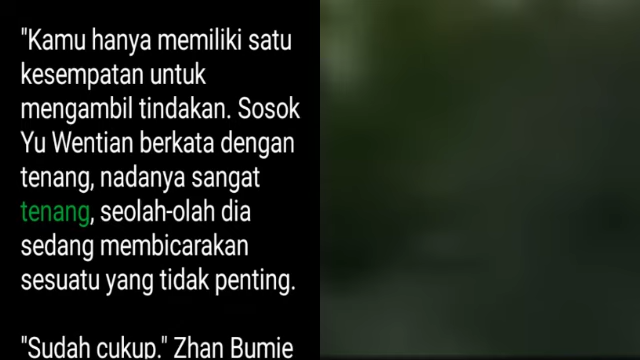 "Kamu hanya memiliki satu
kesempatan untuk
mengambil tindakan. Sosok
Yu Wentian berkata dengan
tenang, nadanya sangat
tenang, seolah-olah dia
sedang membicarakan
sesuatu yang tidak penting.
"Sudah cukup." Zhan Bumie